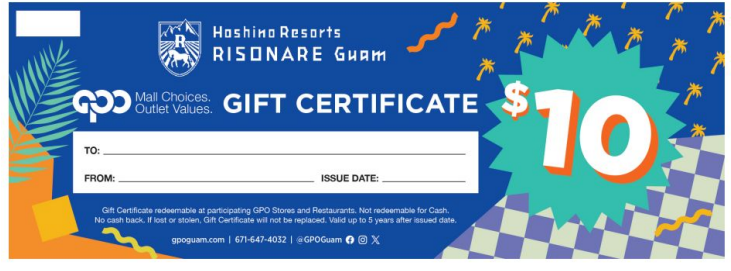 Hoshino Resorts
RISONARE Guam
GPO Mall Choices.
Outlet Values.
GIFT CERTIFICATE
$10
TO:
FROM: ISSUE DATE:
Gift Certificate redeemable at participating GPO Stores and Restaurants. Not redeemable for Cash.
No cash back. If lost or stolen, Gift Certificate will not be replaced. Valid up to 5 years after issued date.
gpoguam.com | 671-647-4032 | @GPOGuam